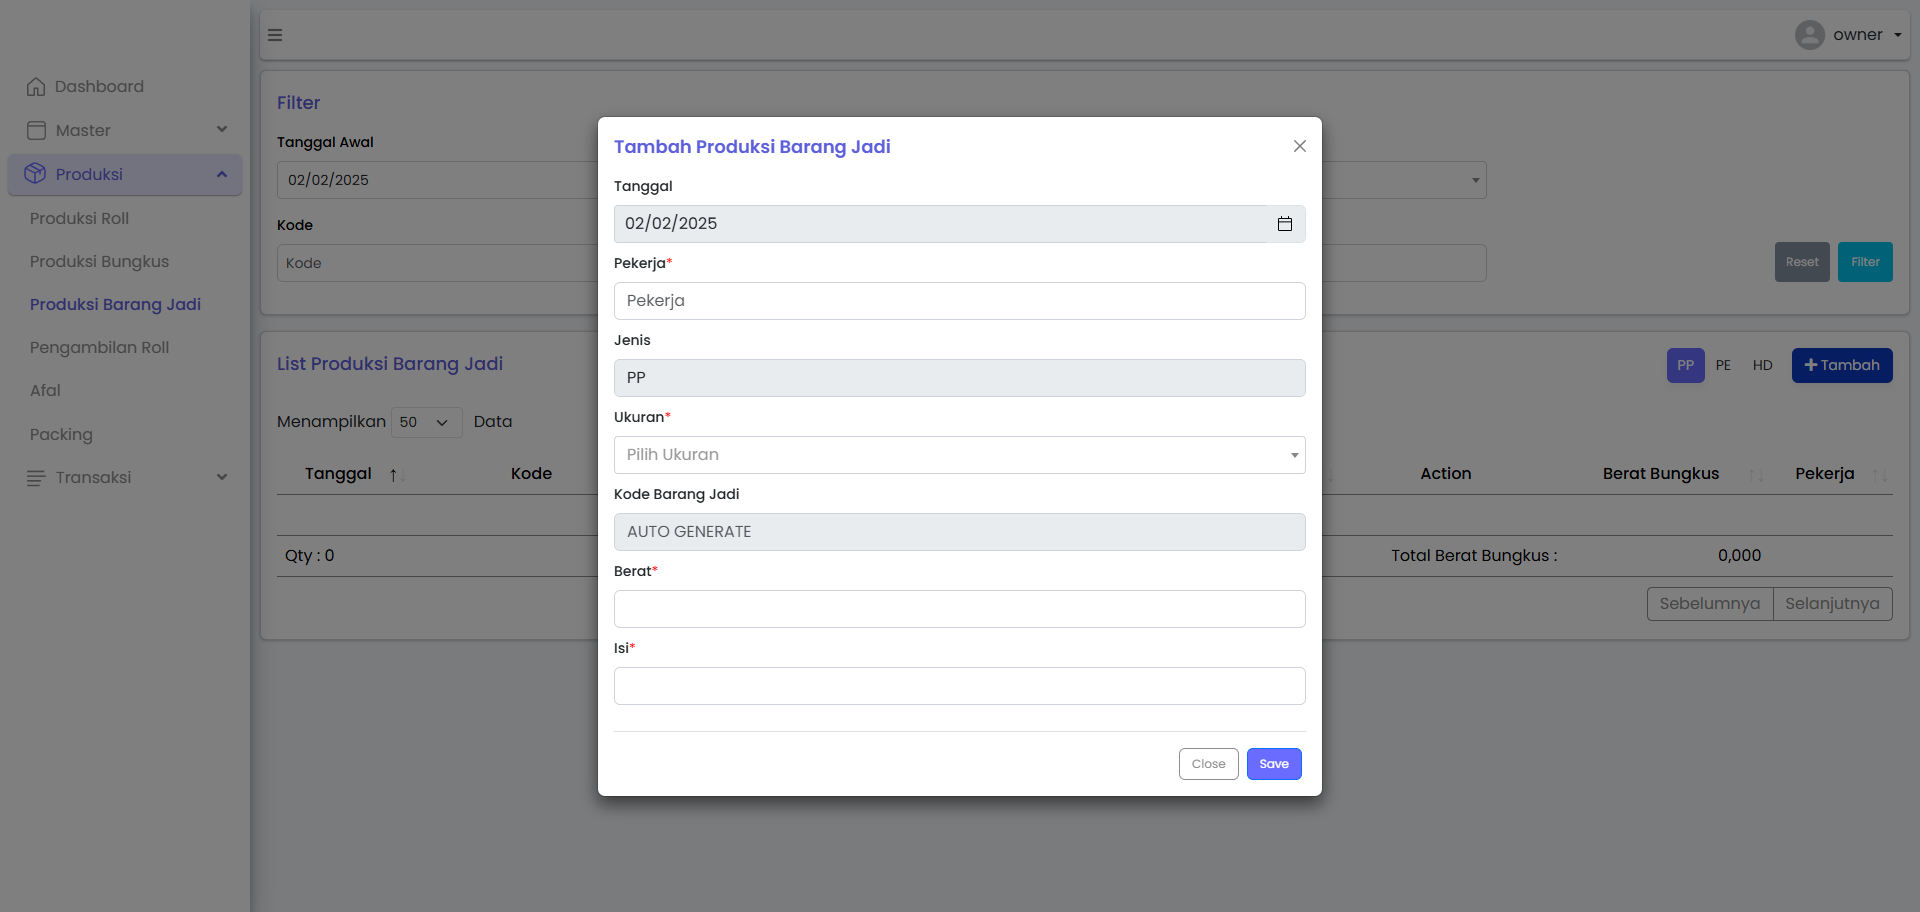 owner
Dashboard
Master
Produksi
Produksi Roll
Produksi Bungkus
Produksi Barang Jadi
Pengambilan Roll
Afal
Packing
Transaksi
Filter
Tanggal Awal
02/02/2025
Kode
Kode
Reset
Filter
List Produksi Barang Jadi
PP
PE
HD
+ Tambah
Menampilkan 50 Data
Tanggal
Kode
Action
Berat Bungkus
Pekerja
Qty : 0
Total Berat Bungkus :
0,000
Sebelumnya
Selanjutnya
Tambah Produksi Barang Jadi
Tanggal
02/02/2025
Pekerja*
Pekerja
Jenis
PP
Ukuran*
Pilih Ukuran
Kode Barang Jadi
AUTO GENERATE
Berat*
Isi*
Close
Save